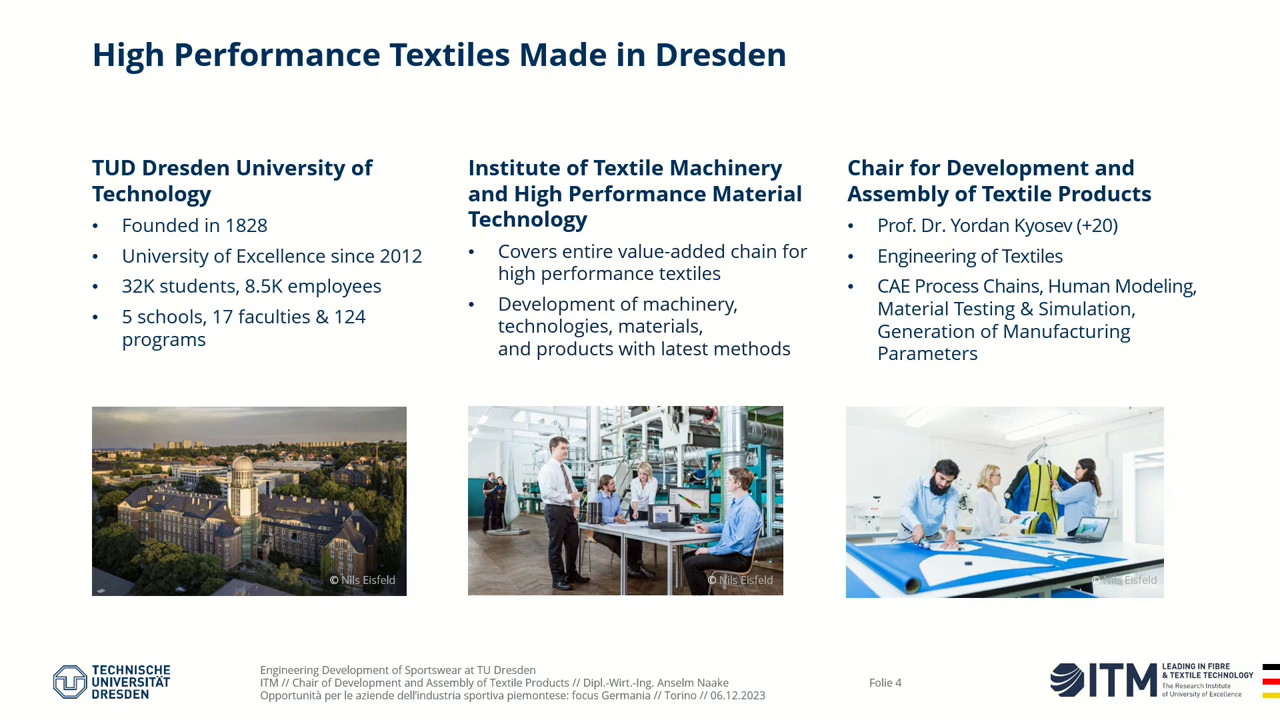 High Performance Textiles Made in Dresden
TUD Dresden University of
Technology
• Founded in 1828
• University of Excellence since 2012
• 32K students, 8.5K employees
• 5 schools, 17 faculties & 124
programs
Institute of Textile Machinery
and High Performance Material
Technology
• Covers entire value-added chain for
high performance textiles
• Development of machinery,
technologies, materials,
and products with latest methods
Chair for Development and
Assembly of Textile Products
• Prof. Dr. Yordan Kyosev (+20)
• Engineering of Textiles
• CAE Process Chains, Human Modeling,
Material Testing & Simulation,
Generation of Manufacturing
Parameters
© Nils Eisfeld
© Nils Eisfeld
© Nils Eisfeld
TECHNISCHE
UNIVERSITÄT
DRESDEN
Engineering Development of Sportswear at TU Dresden
ITM // Chair of Development and Assembly of Textile Products // Dipl.-Wirt.-Ing. Anselm Naake
Opportunità per le aziende dell'industria sportiva piemontese: focus Germania // Torino // 06.12.2023
Folie 4
ITM
LEADING IN FIBRE
& TEXTILE TECHNOLOGY
The Research Institute
of University of Excellence